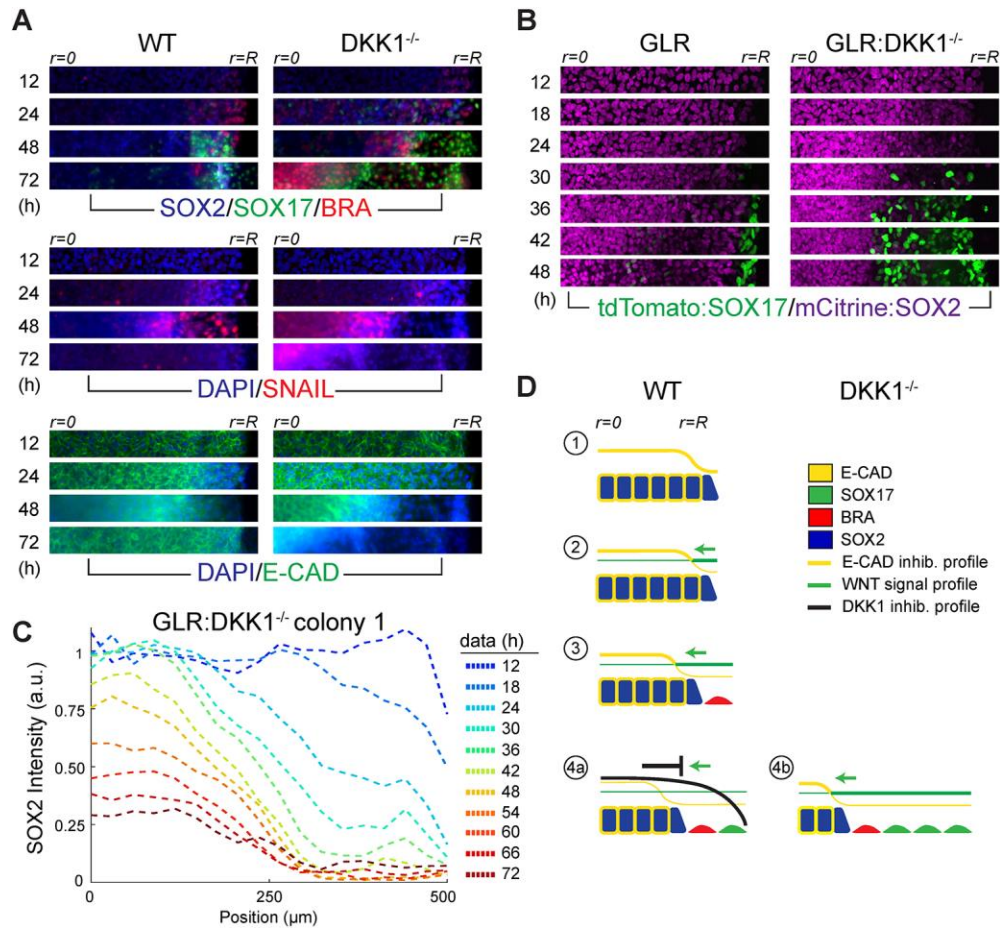 A
WT
DKK1-/-
r=0 r=R r=0 r=R
12
24
48
72
(h)
SOX2/SOX17/BRA
12
24
48
72
(h)
DAPI/SNAIL
12
24
48
72
(h)
DAPI/E-CAD
B
GLR
GLR:DKK1-/-
r=0 r=R r=0 r=R
12
18
24
30
36
42
48
(h)
tdTomato:SOX17/mCitrine:SOX2
C
GLR:DKK1-/- colony 1
SOX2 Intensity (a.u.)
1
0.75
0.50
0.25
0
0 250 500
Position (µm)
data (h)
12
18
24
30
36
42
48
54
60
66
72
D
WT
DKK1-/-
r=0 r=R
1
2
3
4a
4b
E-CAD
SOX17
BRA
SOX2
E-CAD inhib. profile
WNT signal profile
DKK1 inhib. profile